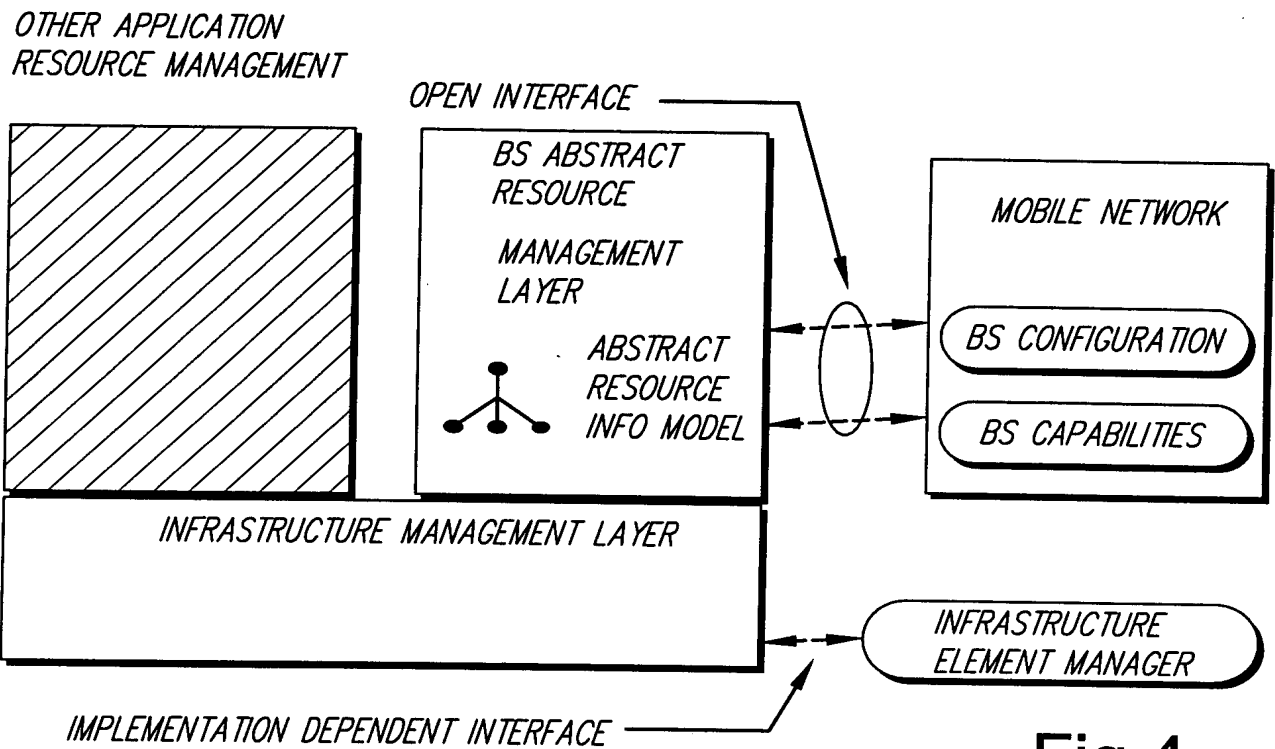 OTHER APPLICATION
RESOURCE MANAGEMENT
OPEN INTERFACE
BS ABSTRACT
RESOURCE
MANAGEMENT
LAYER
ABSTRACT
RESOURCE
INFO MODEL
MOBILE NETWORK
BS CONFIGURATION
BS CAPABILITIES
INFRASTRUCTURE MANAGEMENT LAYER
INFRASTRUCTURE
ELEMENT MANAGER
IMPLEMENTATION DEPENDENT INTERFACE